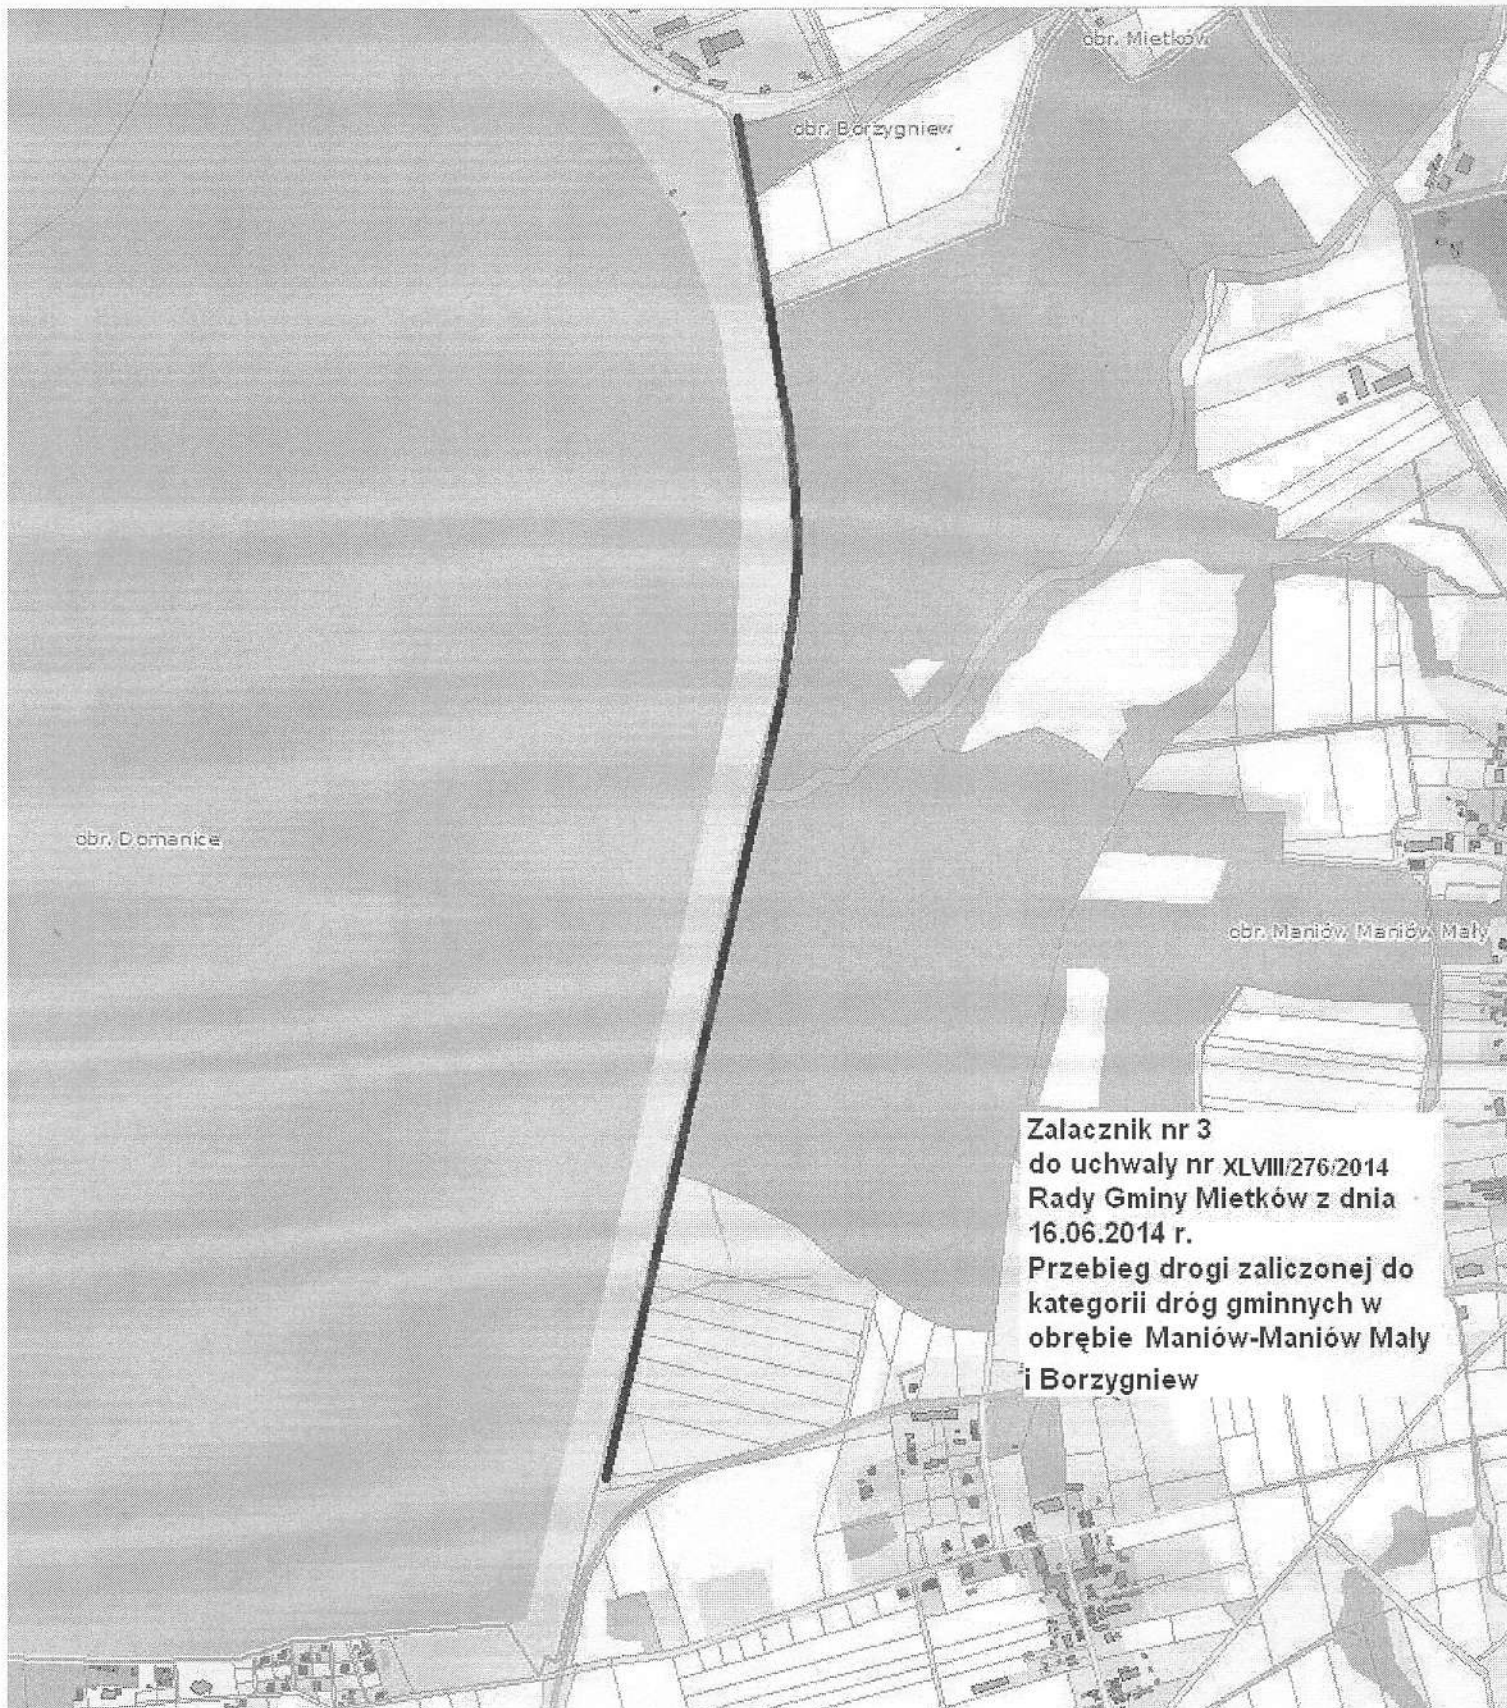 obr. Mietków
obr. Borzygniew
obr. Domanice
obr. Maniów, Maniów Mały
Zalacznik nr 3
do uchwaly nr XLVIII/276/2014
Rady Gminy Mietków z dnia
16.06.2014 r.
Przebieg drogi zaliczonej do
kategorii dróg gminnych w
obrębie Maniów-Maniów Mały
i Borzygniew